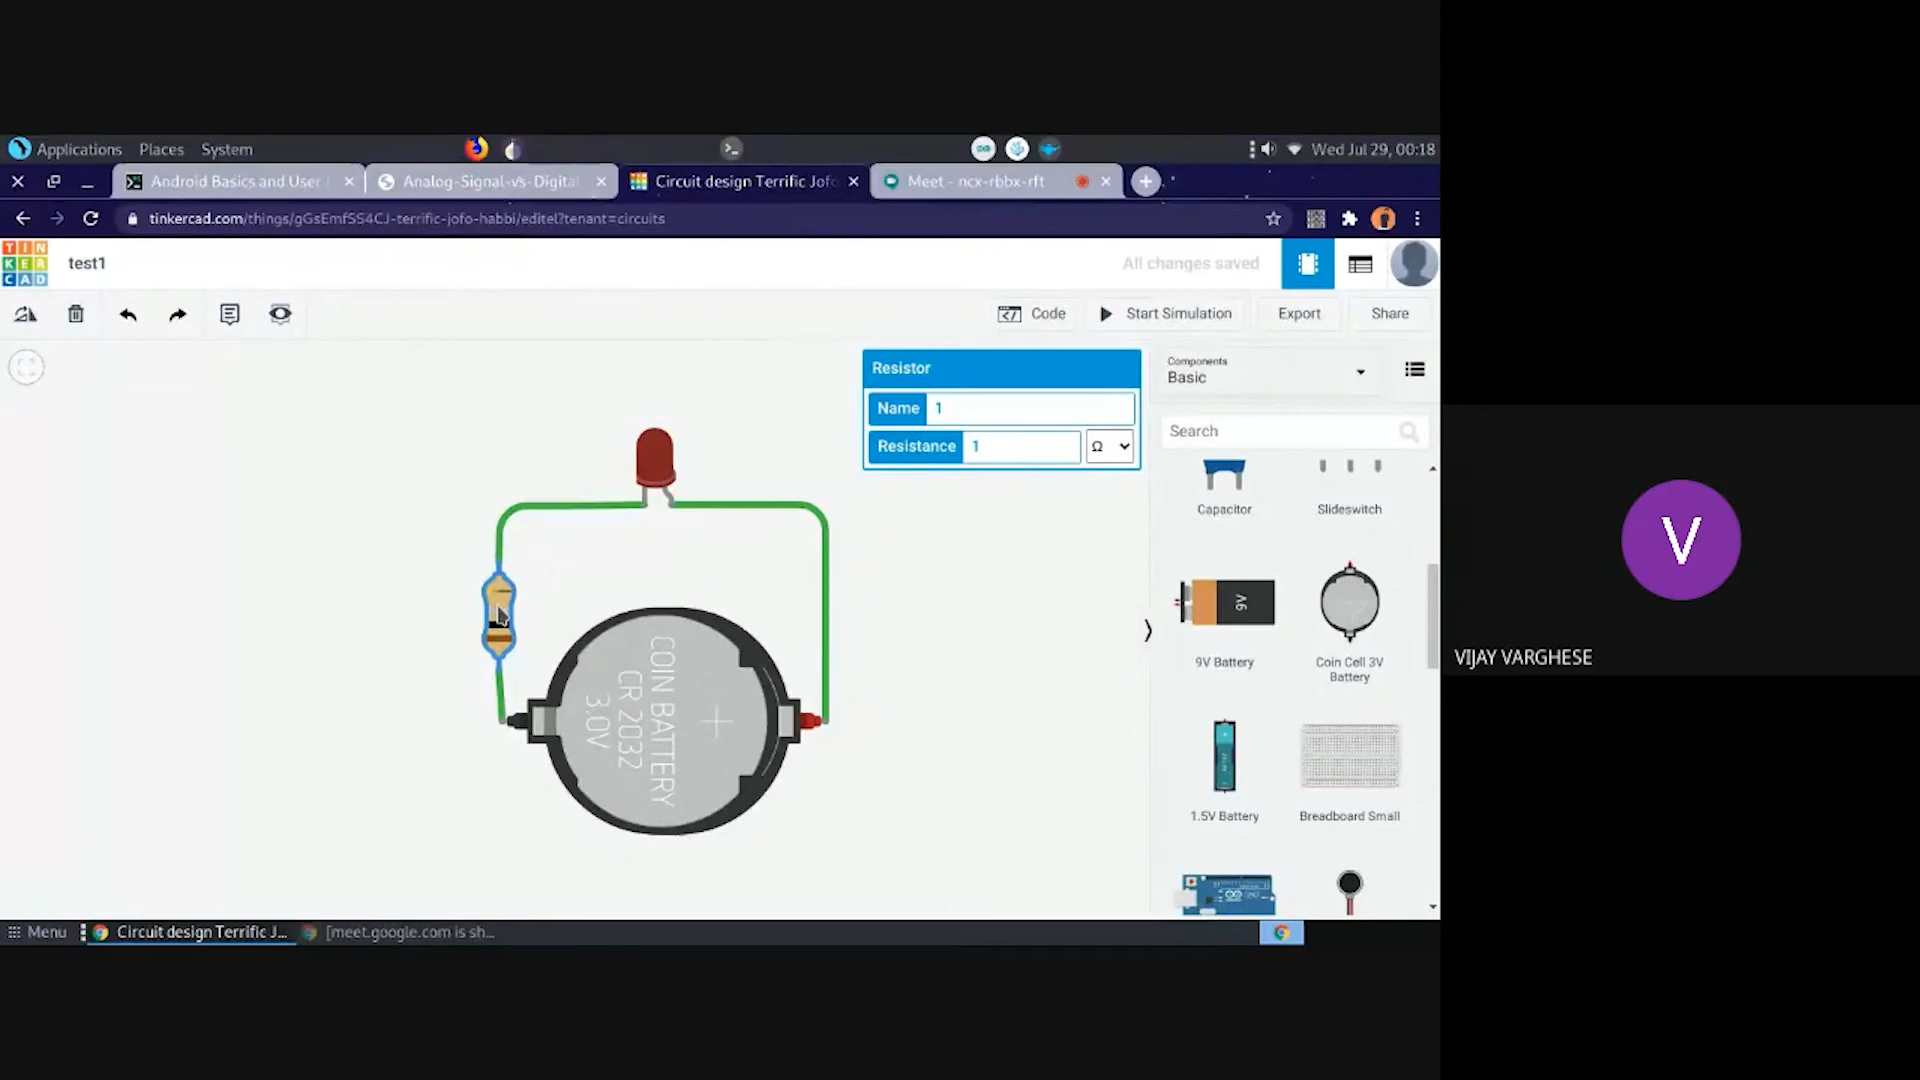 Applications Places System
Wed Jul 29, 00:18
Android Basics and User
Analog-Signal-vs-Digita
Circuit design Terrific Jofo
Meet - ncx-rbbx-rft
tinkercad.com/things/gGsEmfSS4CJ-terrific-jofo-habbi/editel?tenant=circuits
TIN
KER
CAD
test1
All changes saved
Code
Start Simulation
Export
Share
Resistor
Name 1
Resistance 1 Ω
Components
Basic
Search
Capacitor
Slideswitch
9V
9V Battery
Coin Cell 3V
Battery
1.5V Battery
Breadboard Small
COIN BATTERY
CR 2032
3.0V
V
VIJAY VARGHESE
Menu
Circuit design Terrific J...
[meet.google.com is sh...